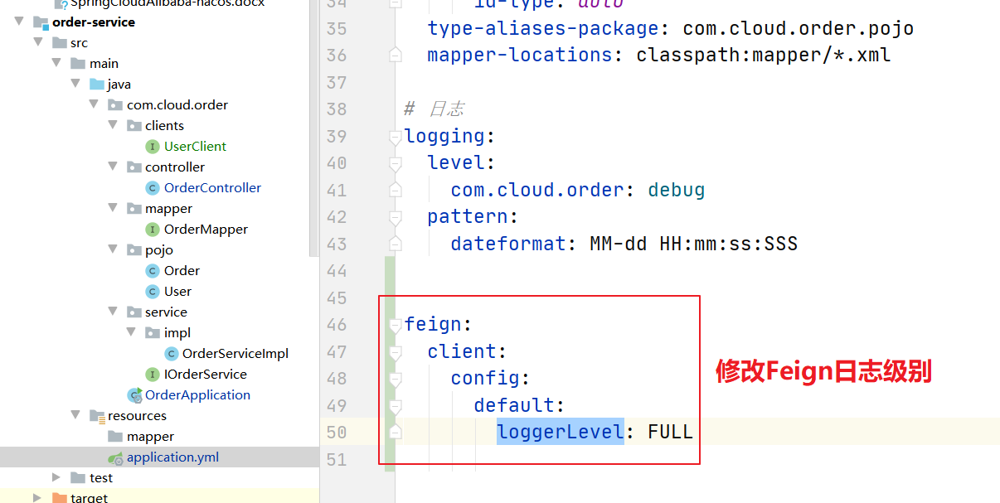 SpringCloudAlibaba-nacos.docx
order-service
src
main
java
com.cloud.order
clients
UserClient
controller
OrderController
mapper
OrderMapper
pojo
Order
User
service
impl
OrderServiceImpl
IOrderService
OrderApplication
resources
mapper
application.yml
test
target
34 id-type: auto
35 type-aliases-package: com.cloud.order.pojo
36 mapper-locations: classpath:mapper/*.xml
37
38 # 日志
39 logging:
40 level:
41 com.cloud.order: debug
42 pattern:
43 dateformat: MM-dd HH:mm:ss:SSS
44
45
46 feign:
47 client:
48 config:
49 default:
50 loggerLevel: FULL
51
修改Feign日志级别